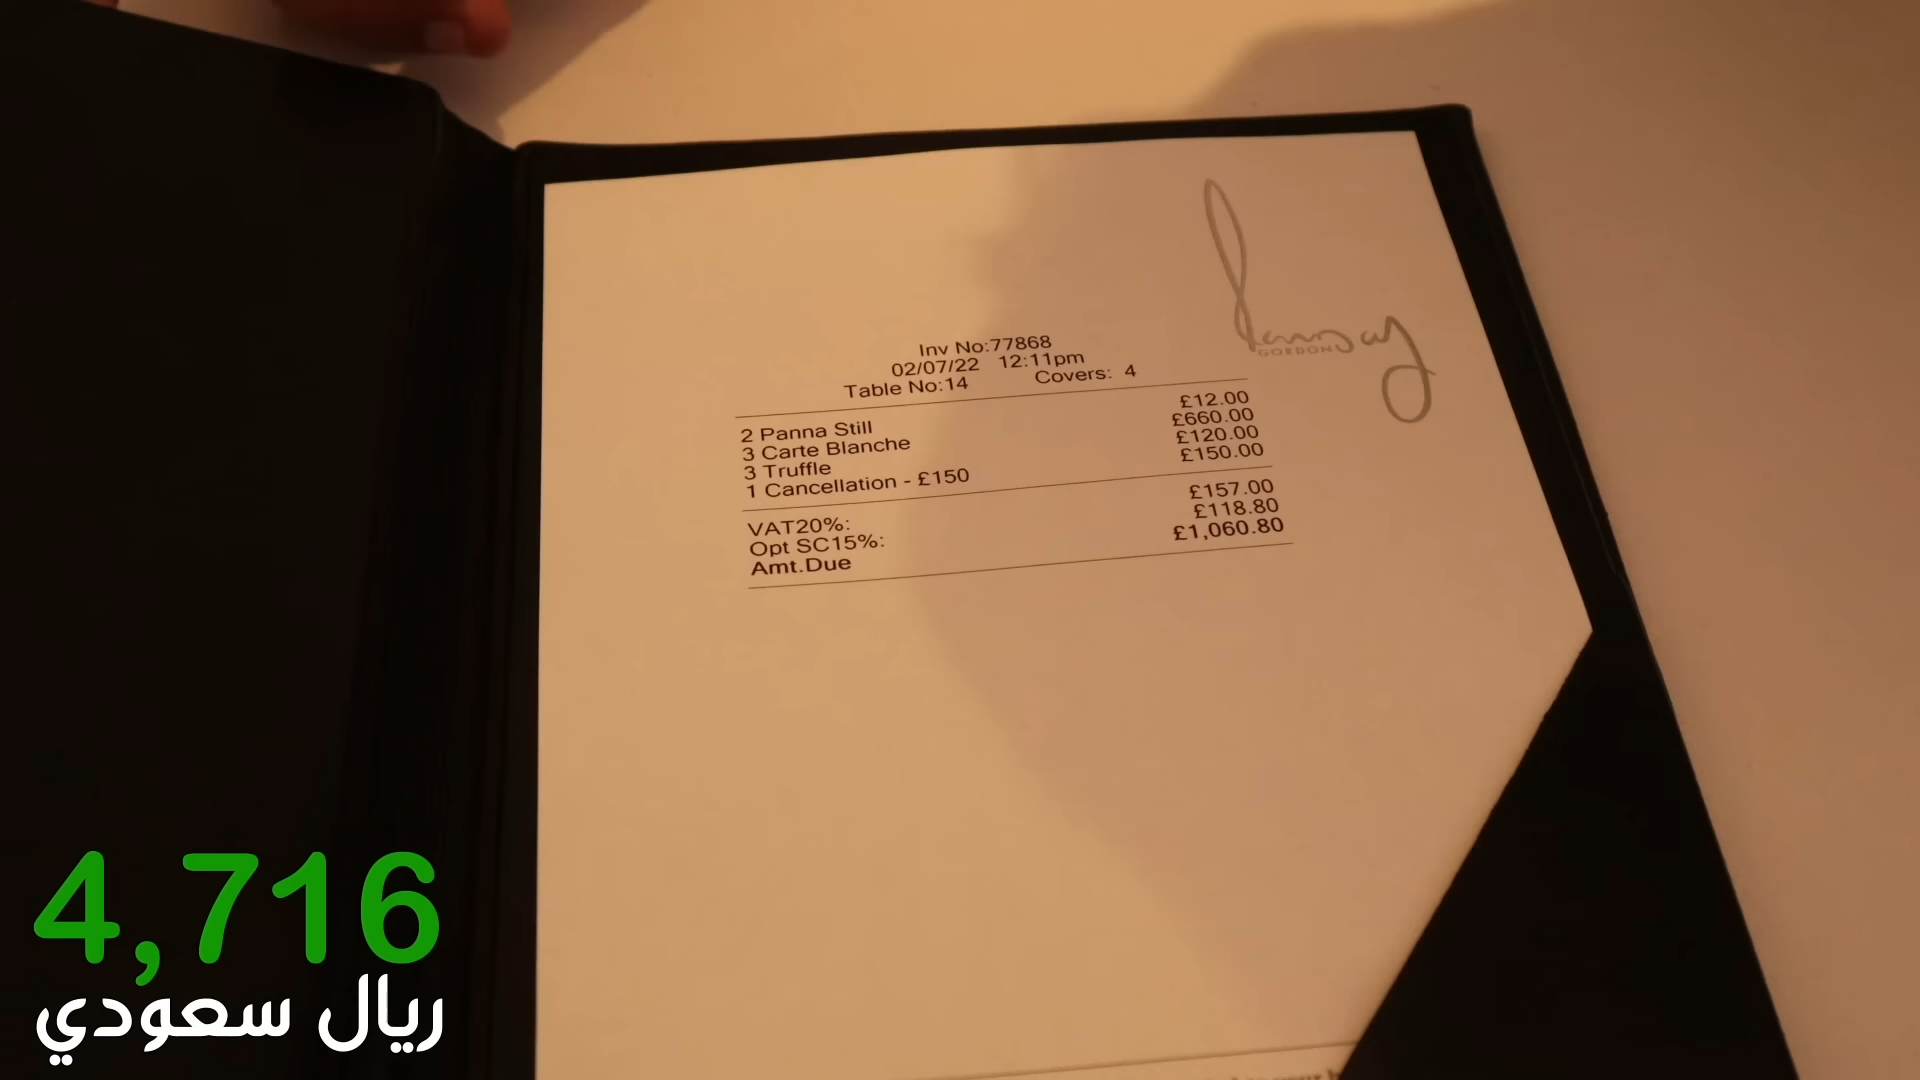 Ramsay
GORDON
Inv No:77868
02/07/22 12:11pm
Table No:14 Covers: 4
2 Panna Still £12.00
3 Carte Blanche £660.00
3 Truffle £120.00
1 Cancellation - £150 £150.00
VAT20%: £157.00
Opt SC15%: £118.80
Amt.Due £1,060.80
4,716
ريال سعودي